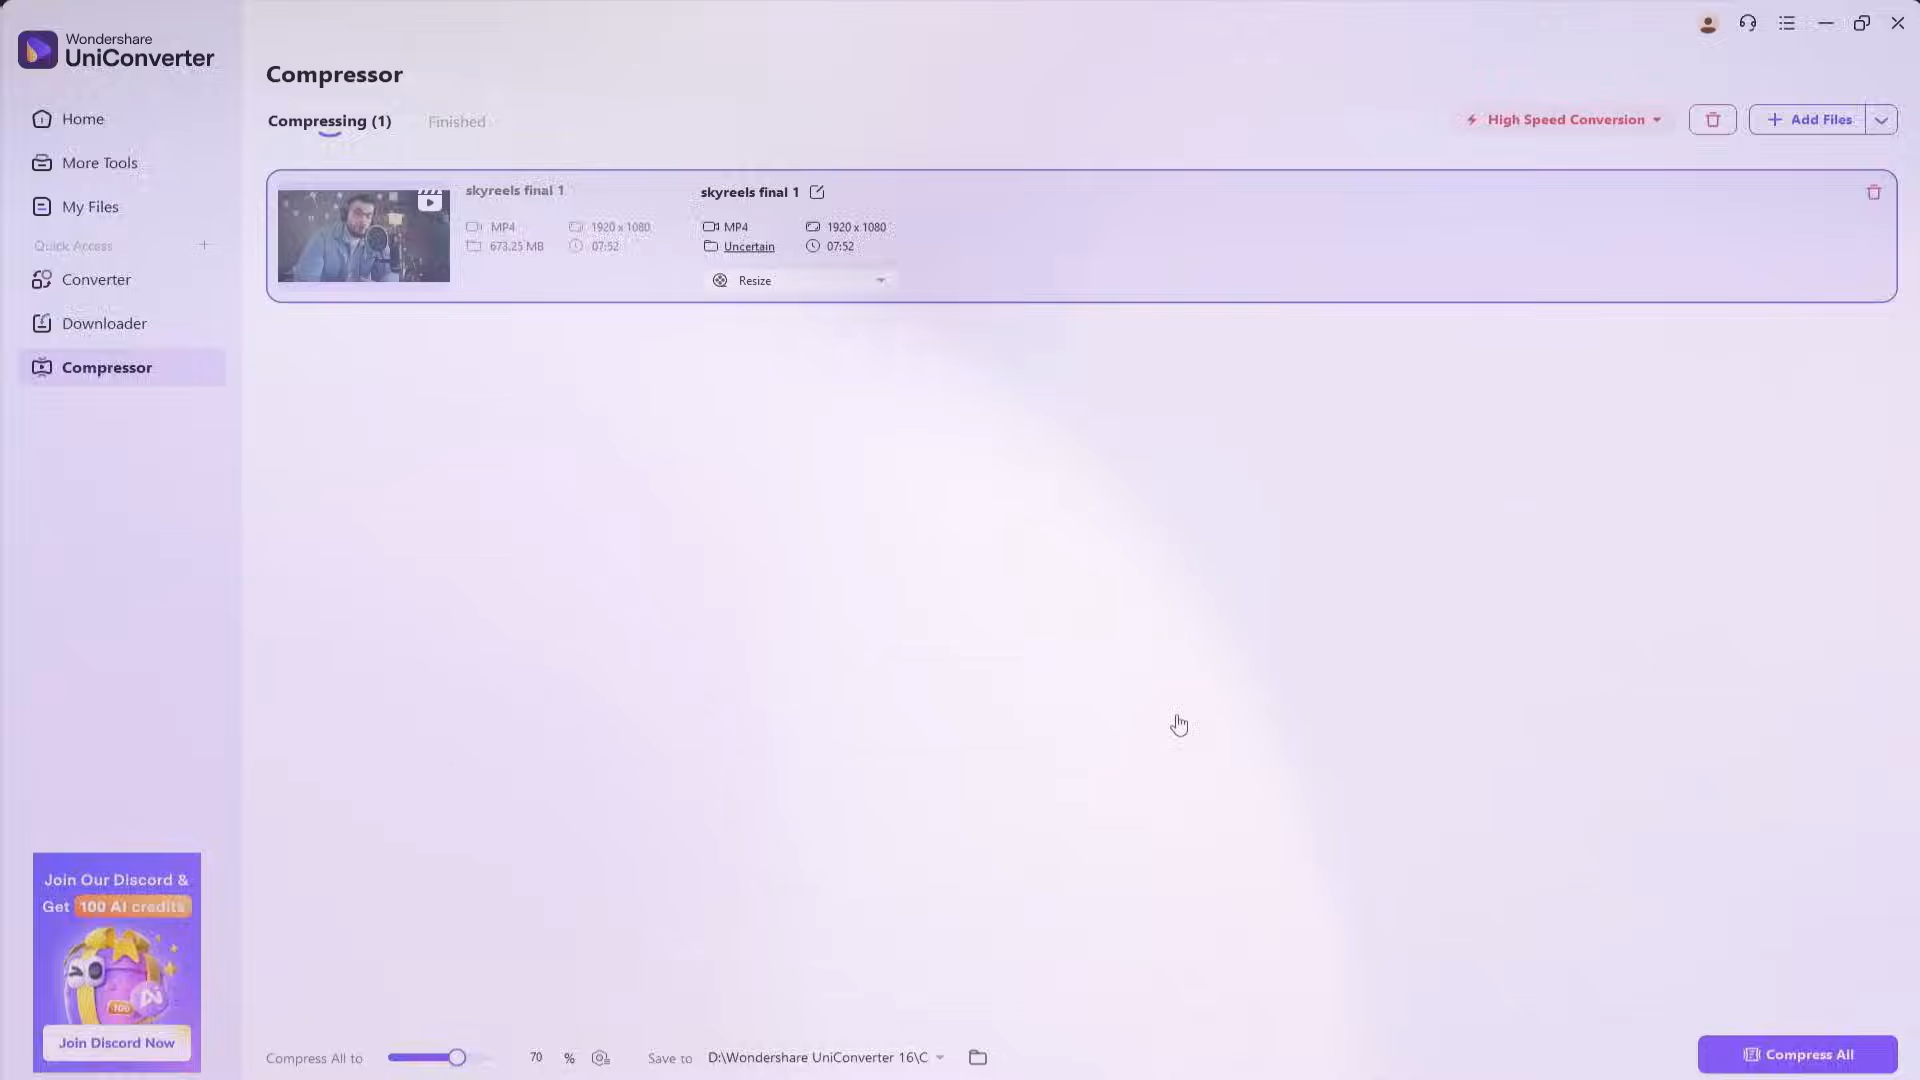 Wondershare
UniConverter
Home
More Tools
My Files
Quick Access
Converter
Downloader
Compressor
Join Our Discord &
Get 100 AI credits
100
Join Discord Now
Compressor
Compressing (1)
Finished
High Speed Conversion
Add Files
skyreels final 1
MP4
1920 x 1080
673.25 MB
07:52
skyreels final 1
MP4
1920 x 1080
Uncertain
07:52
Resize
Compress All to
70 %
Save to
D:\Wondershare UniConverter 16\C
Compress All